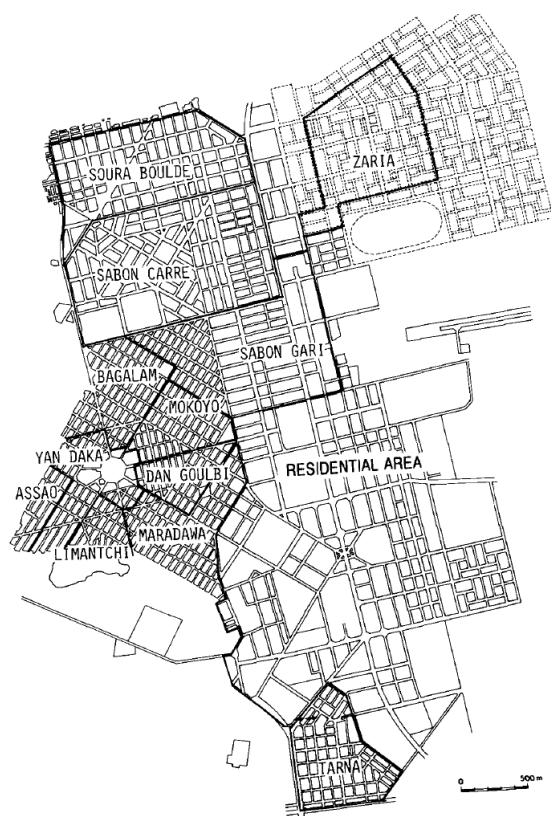 ZARIA
SOURA BOULDE
SABON CARRE
SABON GARI
BAGALAM
MOKOYO
YAN DAKA
DAN GOULBI
RESIDENTIAL AREA
ASSAO
MARADAWA
LIMANTCHI
TARNA
0 500 m